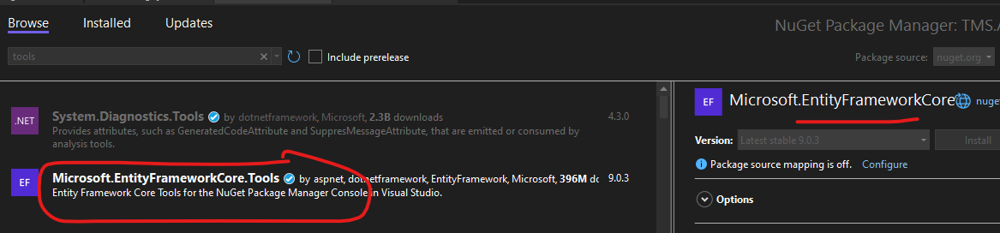 Browse Installed Updates
NuGet Package Manager: TMS.A
tools
Include prerelease
Package source: nuget.org
.NET
System.Diagnostics.Tools by dotnetframework, Microsoft, 2.3B downloads
4.3.0
Provides attributes, such as GeneratedCodeAttribute and SuppresMessageAttribute, that are emitted or consumed by
analysis tools.
EF
Microsoft.EntityFrameworkCore.Tools by aspnet, dotnetframework, EntityFramework, Microsoft, 396M dc
9.0.3
Entity Framework Core Tools for the NuGet Package Manager Console in Visual Studio.
EF
Microsoft.EntityFrameworkCore
nuge
Version: Latest stable 9.0.3
Install
Package source mapping is off. Configure
Options